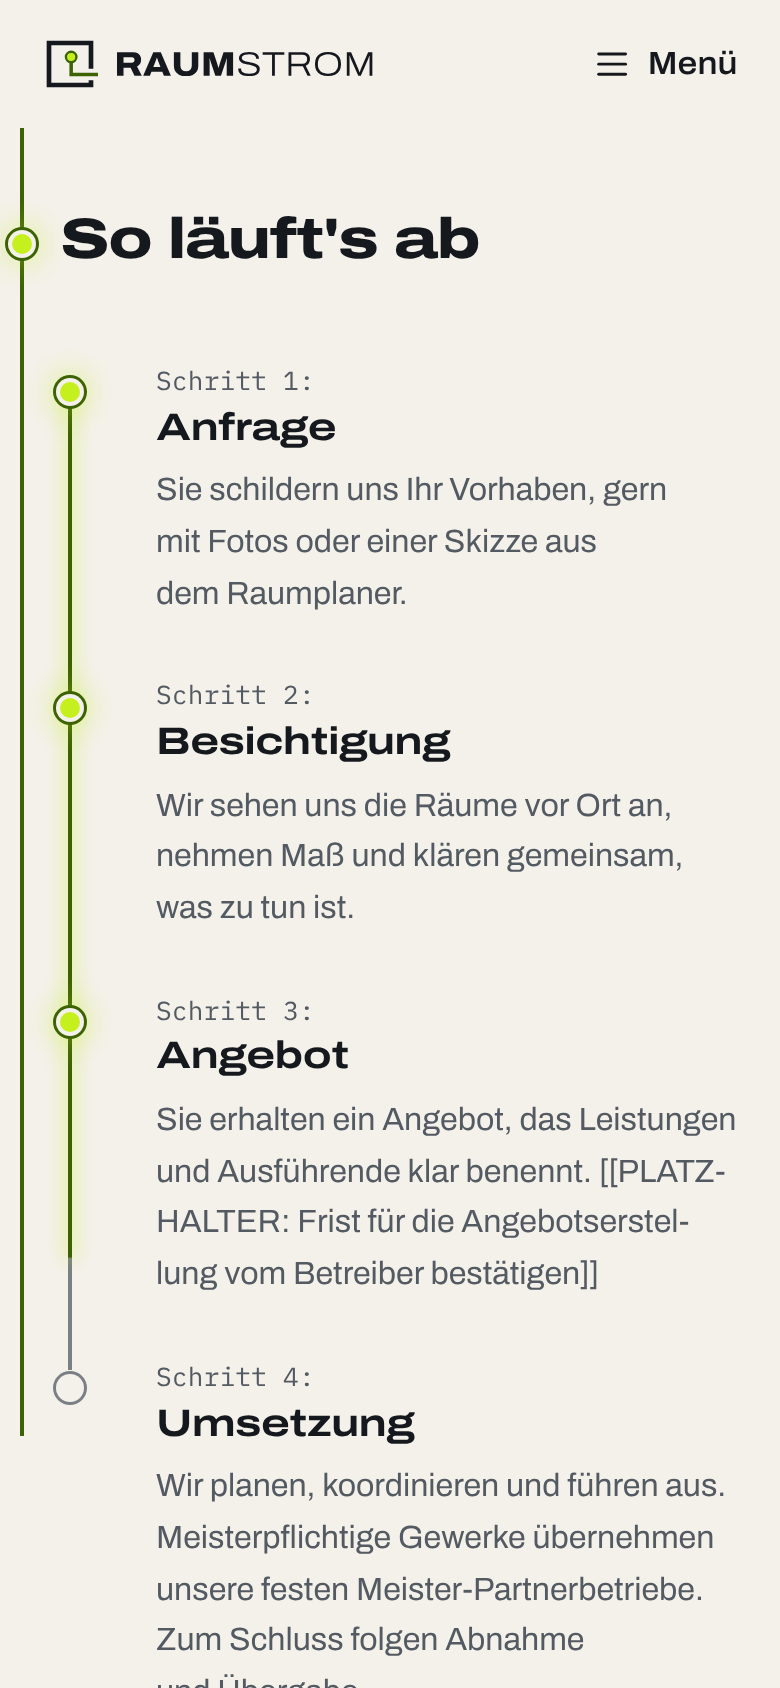 RAUMSTROM
Menü
So läuft's ab
Schritt 1:
Anfrage
Sie schildern uns Ihr Vorhaben, gern
mit Fotos oder einer Skizze aus
dem Raumplaner.
Schritt 2:
Besichtigung
Wir sehen uns die Räume vor Ort an,
nehmen Maß und klären gemeinsam,
was zu tun ist.
Schritt 3:
Angebot
Sie erhalten ein Angebot, das Leistungen
und Ausführende klar benennt. [[PLATZ-
HALTER: Frist für die Angebotserstel-
lung vom Betreiber bestätigen]]
Schritt 4:
Umsetzung
Wir planen, koordinieren und führen aus.
Meisterpflichtige Gewerke übernehmen
unsere festen Meister-Partnerbetriebe.
Zum Schluss folgen Abnahme
und Übergabe